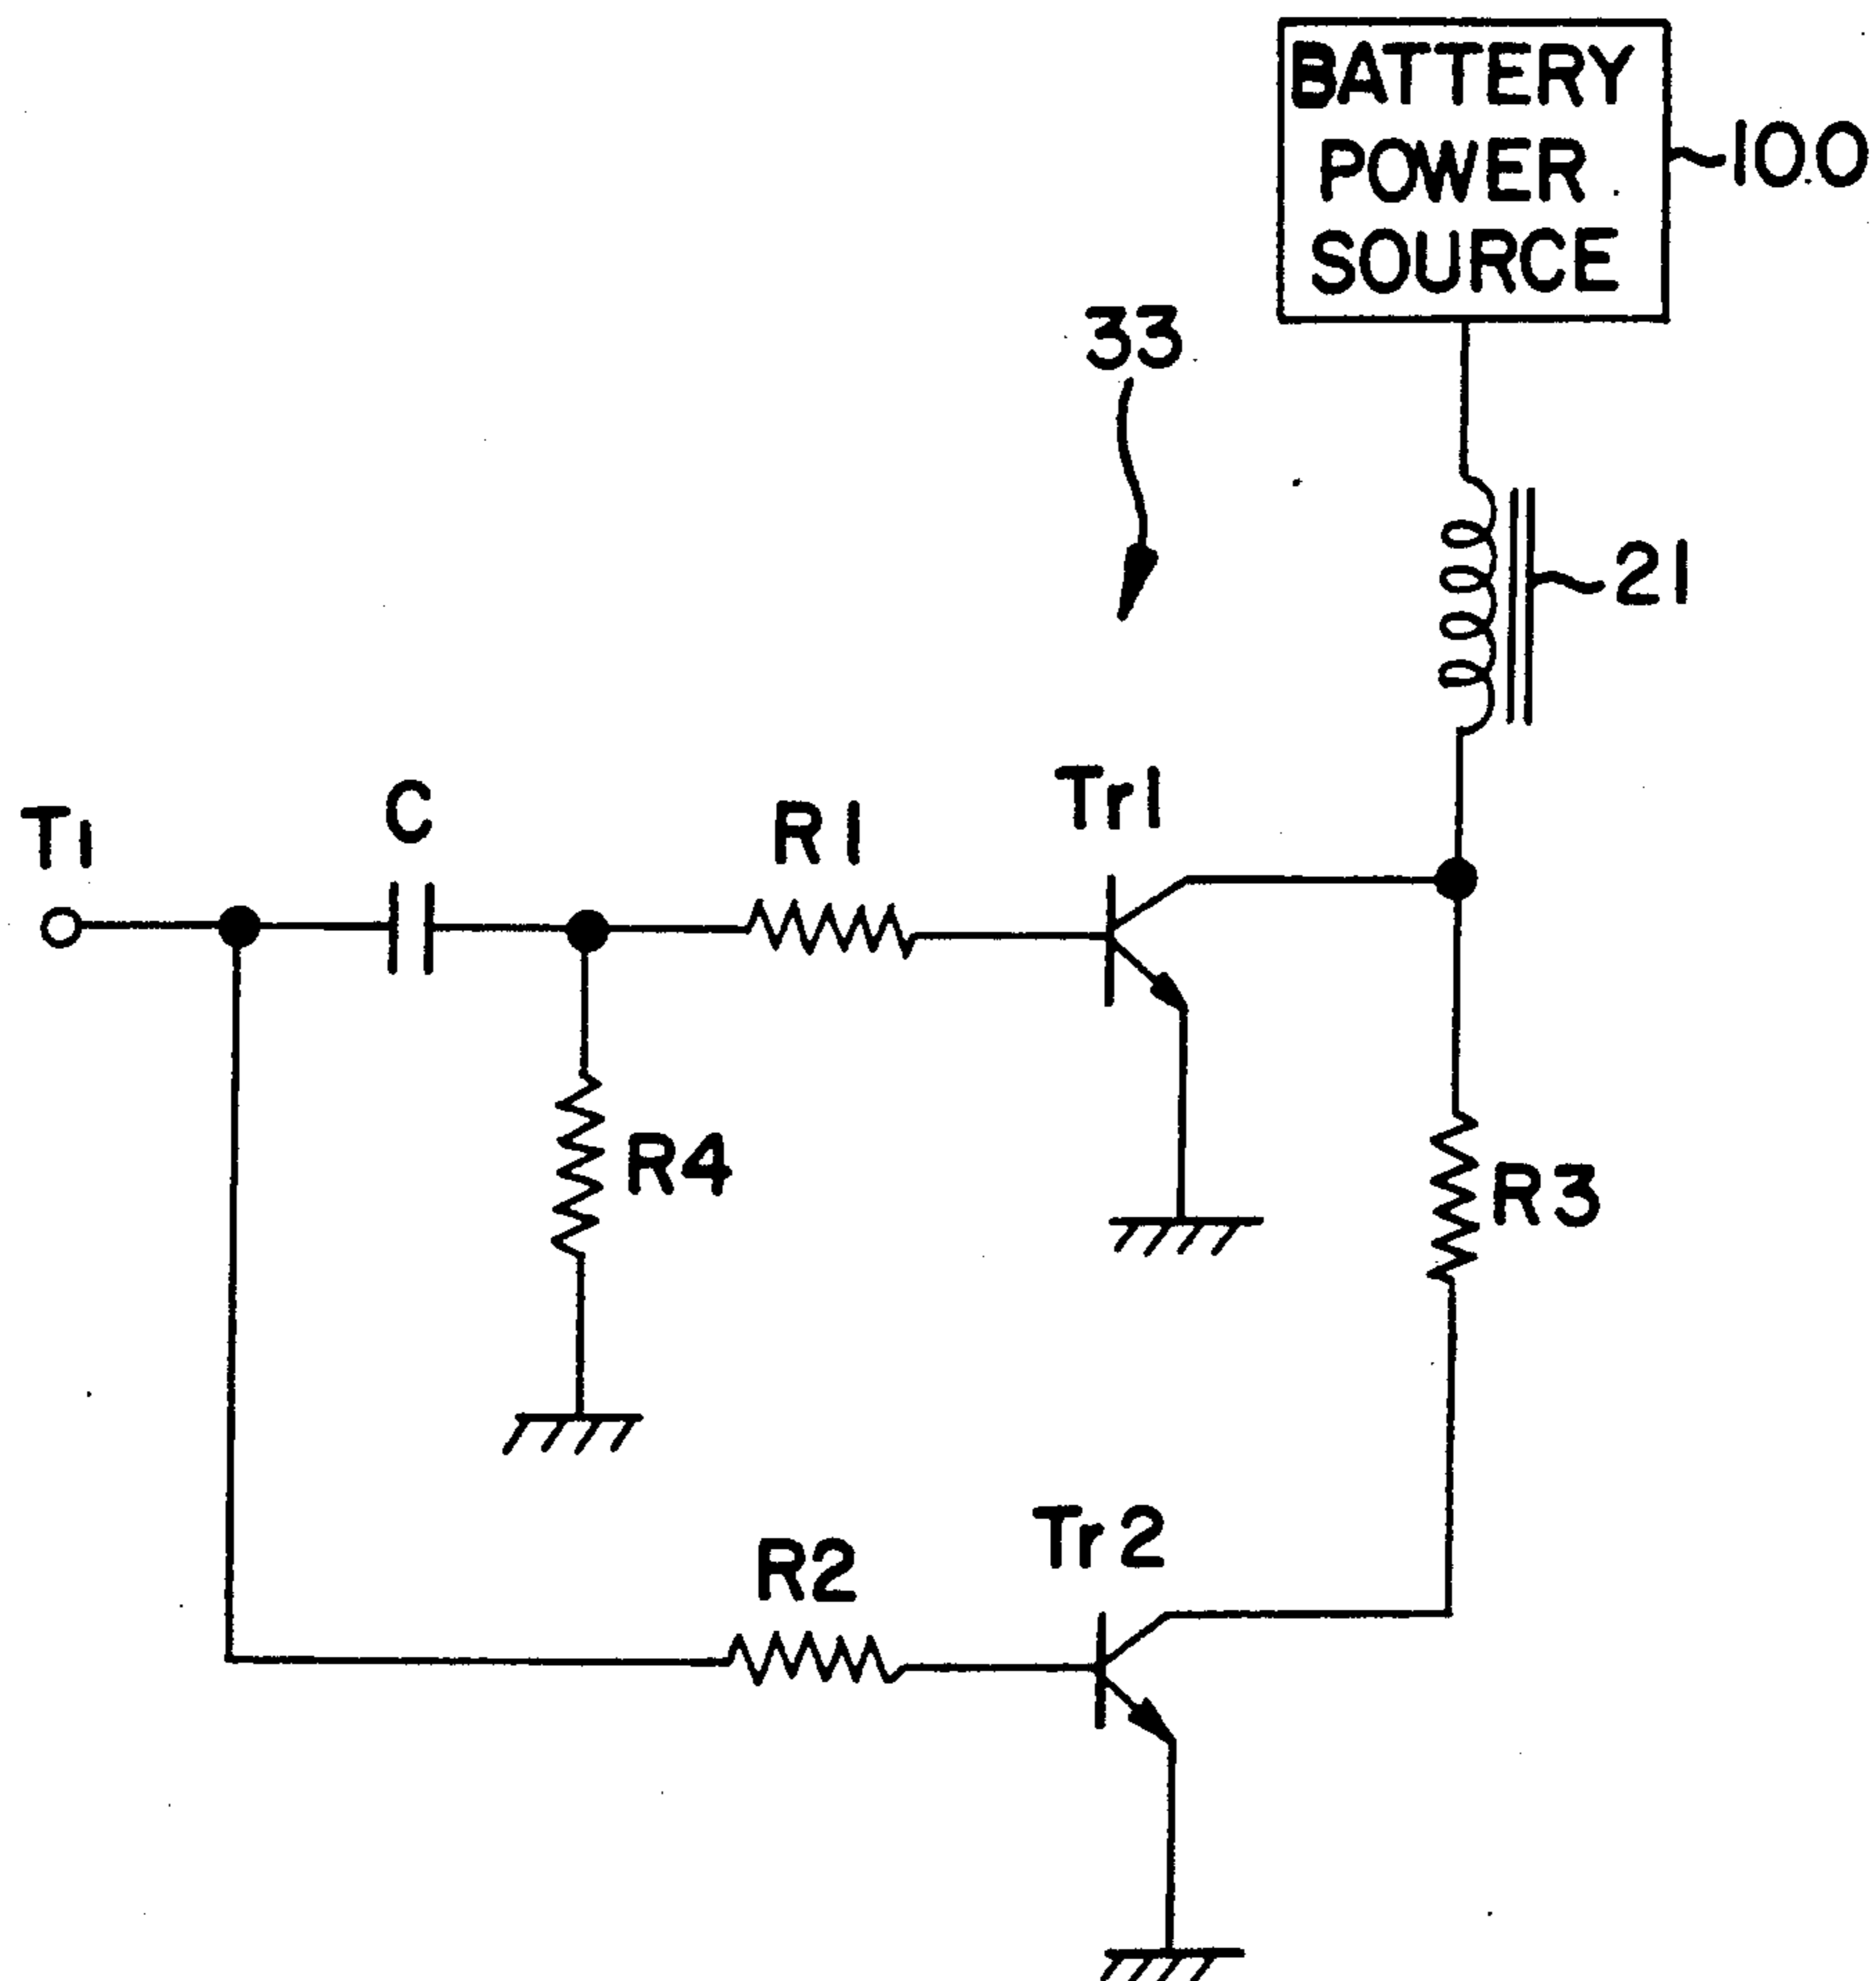 BATTERY
POWER
SOURCE
100
33
21
T1
C
R1
Tr1
R4
R3
R2
Tr2